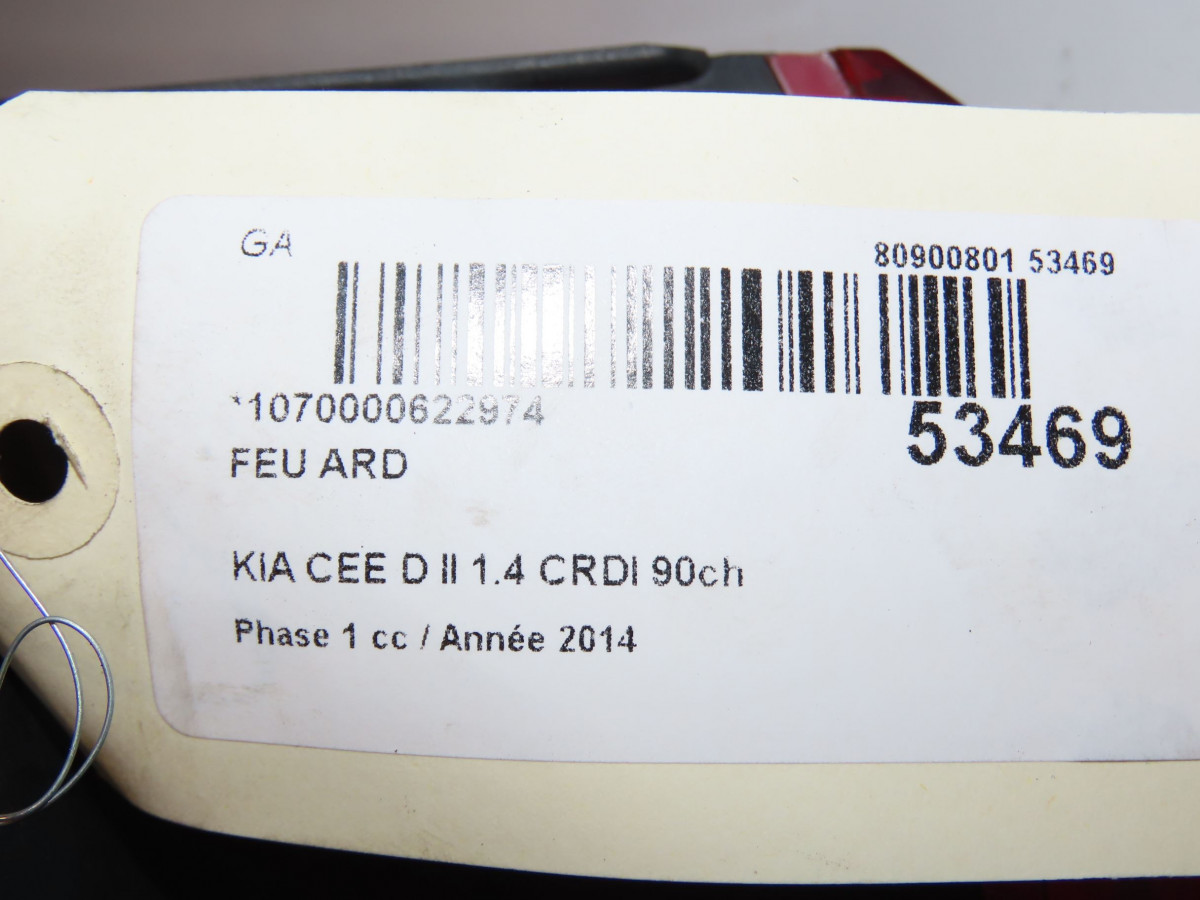 GA
80900801 53469
*1070000622974
53469
FEU ARD
KIA CEE D II 1.4 CRDI 90ch
Phase 1 cc / Année 2014